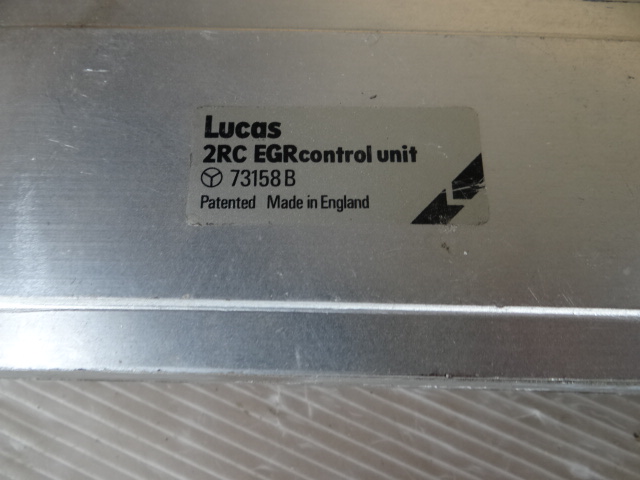 Lucas
2RC EGRcontrol unit
73158 B
Patented Made in England